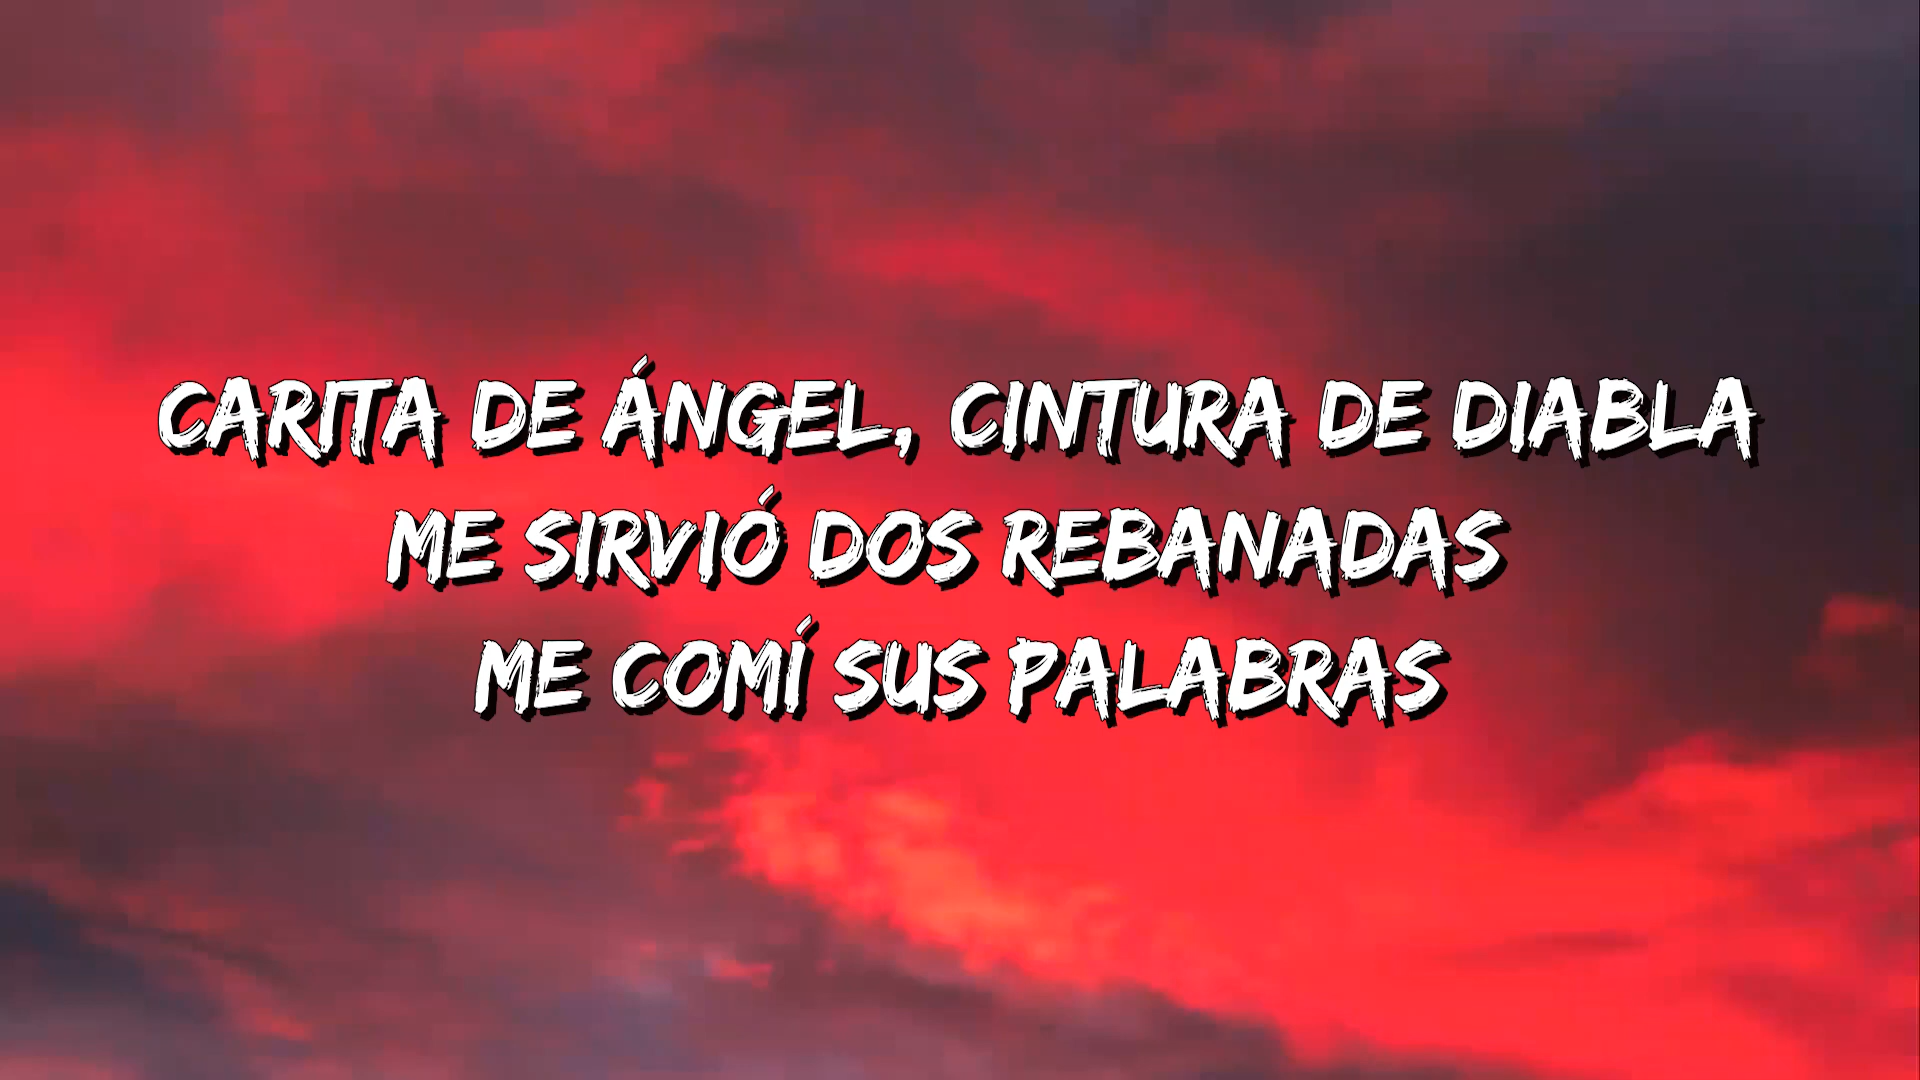 CARITA DE ÁNGEL, CINTURA DE DIABLA
ME SIRVIÓ DOS REBANADAS
ME COMÍ SUS PALABRAS